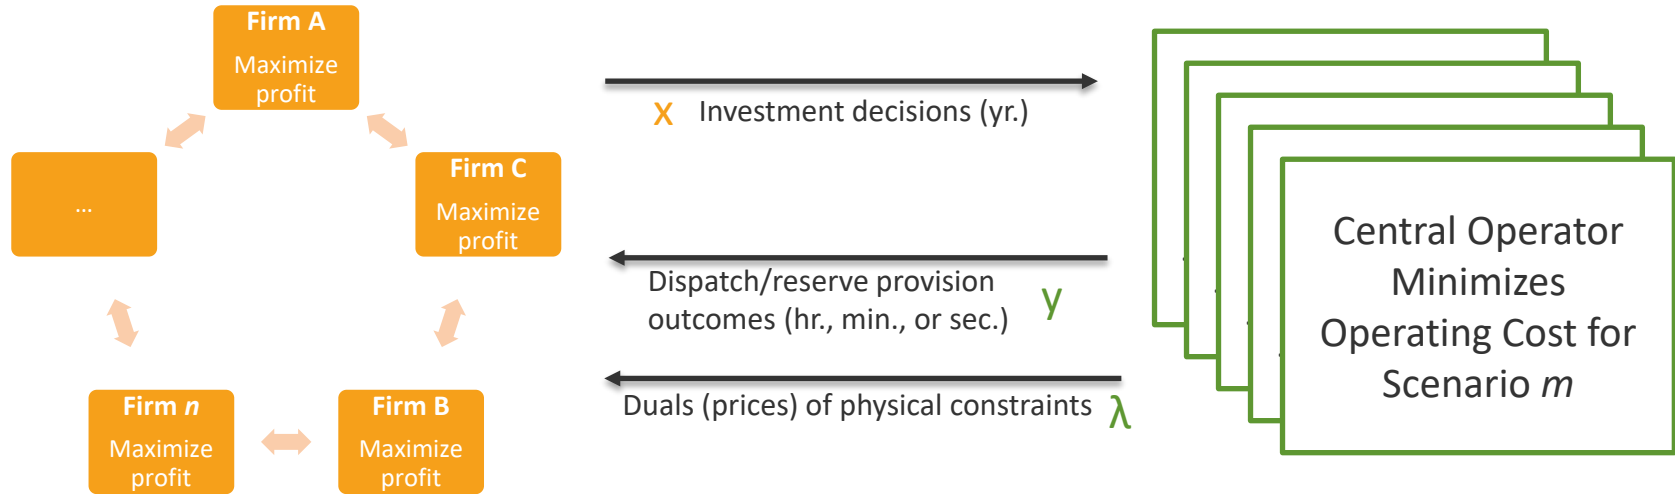 Firm A
Maximize
profit
...
Firm C
Maximize
profit
Firm n
Maximize
profit
Firm B
Maximize
profit
x Investment decisions (yr.)
Dispatch/reserve provision
outcomes (hr., min., or sec.) y
Duals (prices) of physical constraints λ
Central Operator
Minimizes
Operating Cost for
Scenario m